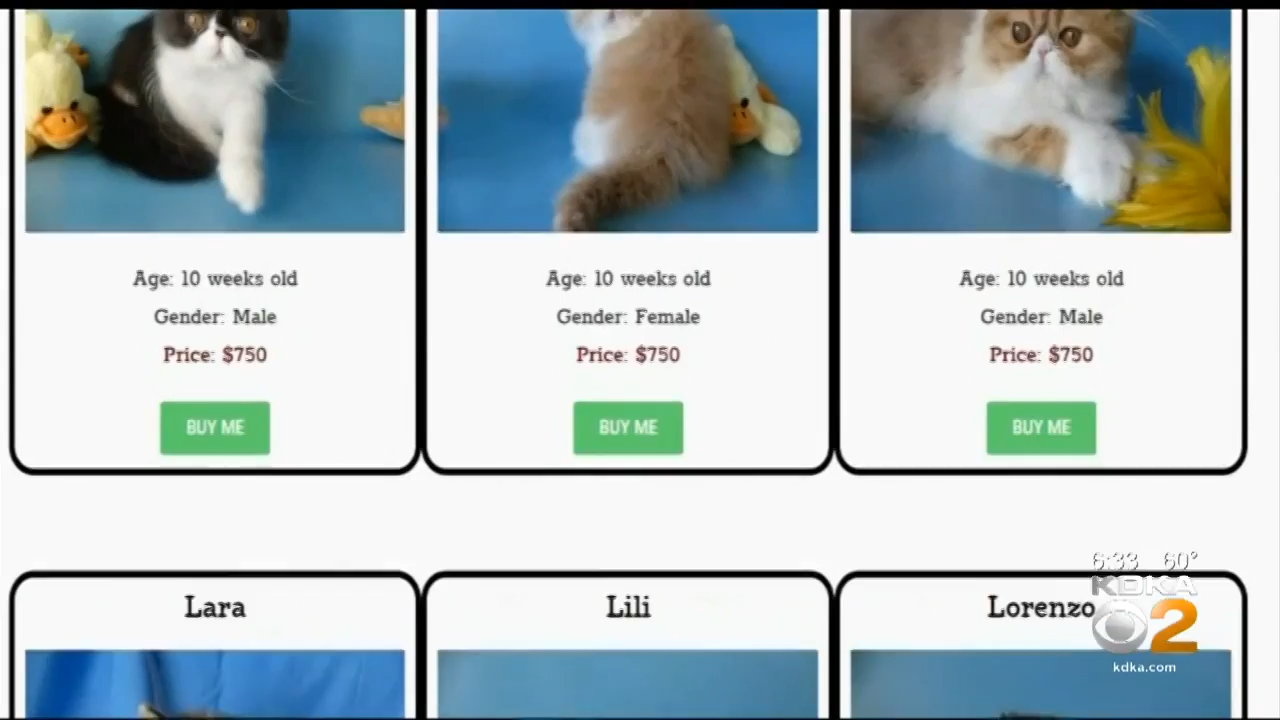 Age: 10 weeks old
Gender: Male
Price: $750
BUY ME
Age: 10 weeks old
Gender: Female
Price: $750
BUY ME
Age: 10 weeks old
Gender: Male
Price: $750
BUY ME
Lara
Lili
Lorenzo
6:33 60°
KDKA
2
kdka.com